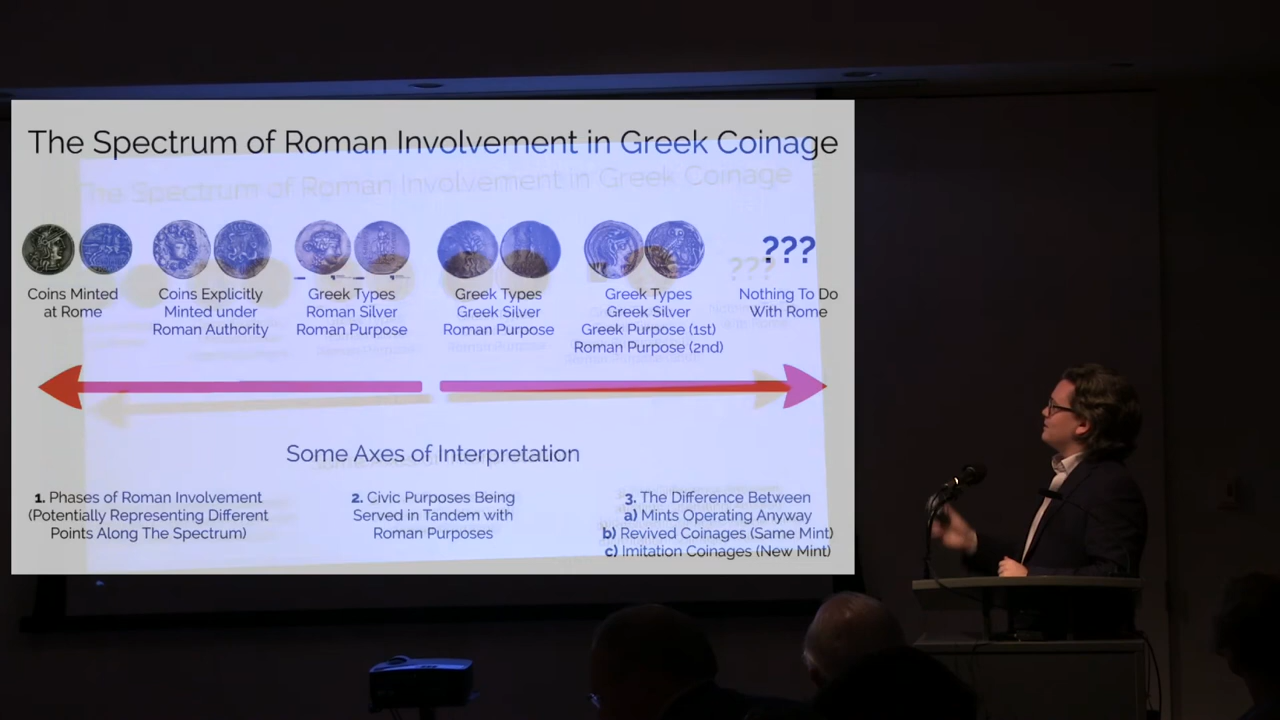 The Spectrum of Roman Involvement in Greek Coinage
???
Coins Minted
at Rome
Coins Explicitly
Minted under
Roman Authority
Greek Types
Roman Silver
Roman Purpose
Greek Types
Greek Silver
Roman Purpose
Greek Types
Greek Silver
Greek Purpose (1st)
Roman Purpose (2nd)
Nothing To Do
With Rome
Some Axes of Interpretation
1. Phases of Roman Involvement
(Potentially Representing Different
Points Along The Spectrum)
2. Civic Purposes Being
Served in Tandem with
Roman Purposes
3. The Difference Between
a) Mints Operating Anyway
b) Revived Coinages (Same Mint)
c) Imitation Coinages (New Mint)